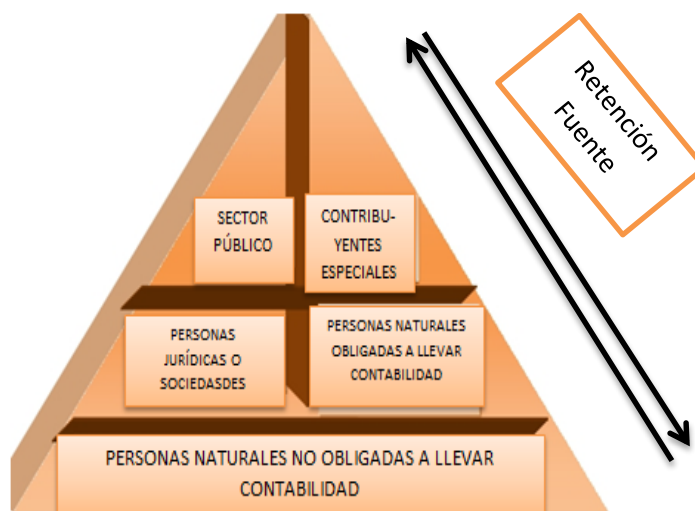 SECTOR
PÚBLICO
CONTRIBU-
YENTES
ESPECIALES
PERSONAS
JURÍDICAS O
SOCIEDASDES
PERSONAS NATURALES
OBLIGADAS A LLEVAR
CONTABILIDAD
PERSONAS NATURALES NO OBLIGADAS A LLEVAR
CONTABILIDAD
Retención
Fuente